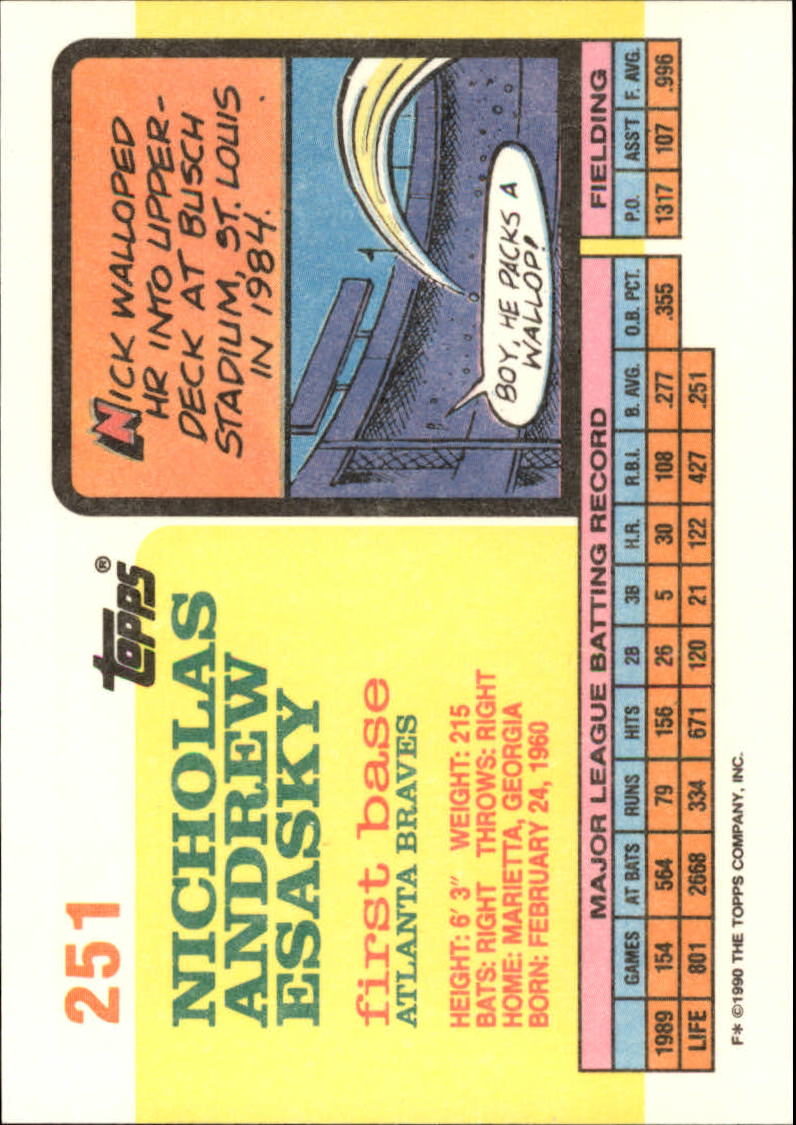 251
topps®
NICHOLAS
ANDREW
ESASKY
first base
ATLANTA BRAVES
HEIGHT: 6' 3" WEIGHT: 215
BATS: RIGHT THROWS: RIGHT
HOME: MARIETTA, GEORGIA
BORN: FEBRUARY 24, 1960
NICK WALLOPED
HR INTO UPPER-
DECK AT BUSCH
STADIUM, ST. LOUIS
IN 1984.
BOY, HE PACKS A
WALLOP!
MAJOR LEAGUE BATTING RECORD FIELDING
GAMES AT BATS RUNS HITS 2B 3B H.R. R.B.I. B. AVG. O.B. PCT. P.O. ASS'T F. AVG.
1989 154 564 79 156 26 5 30 108 .277 .355 1317 107 .996
LIFE 801 2668 334 671 120 21 122 427 .251
F* ©1990 THE TOPPS COMPANY, INC.